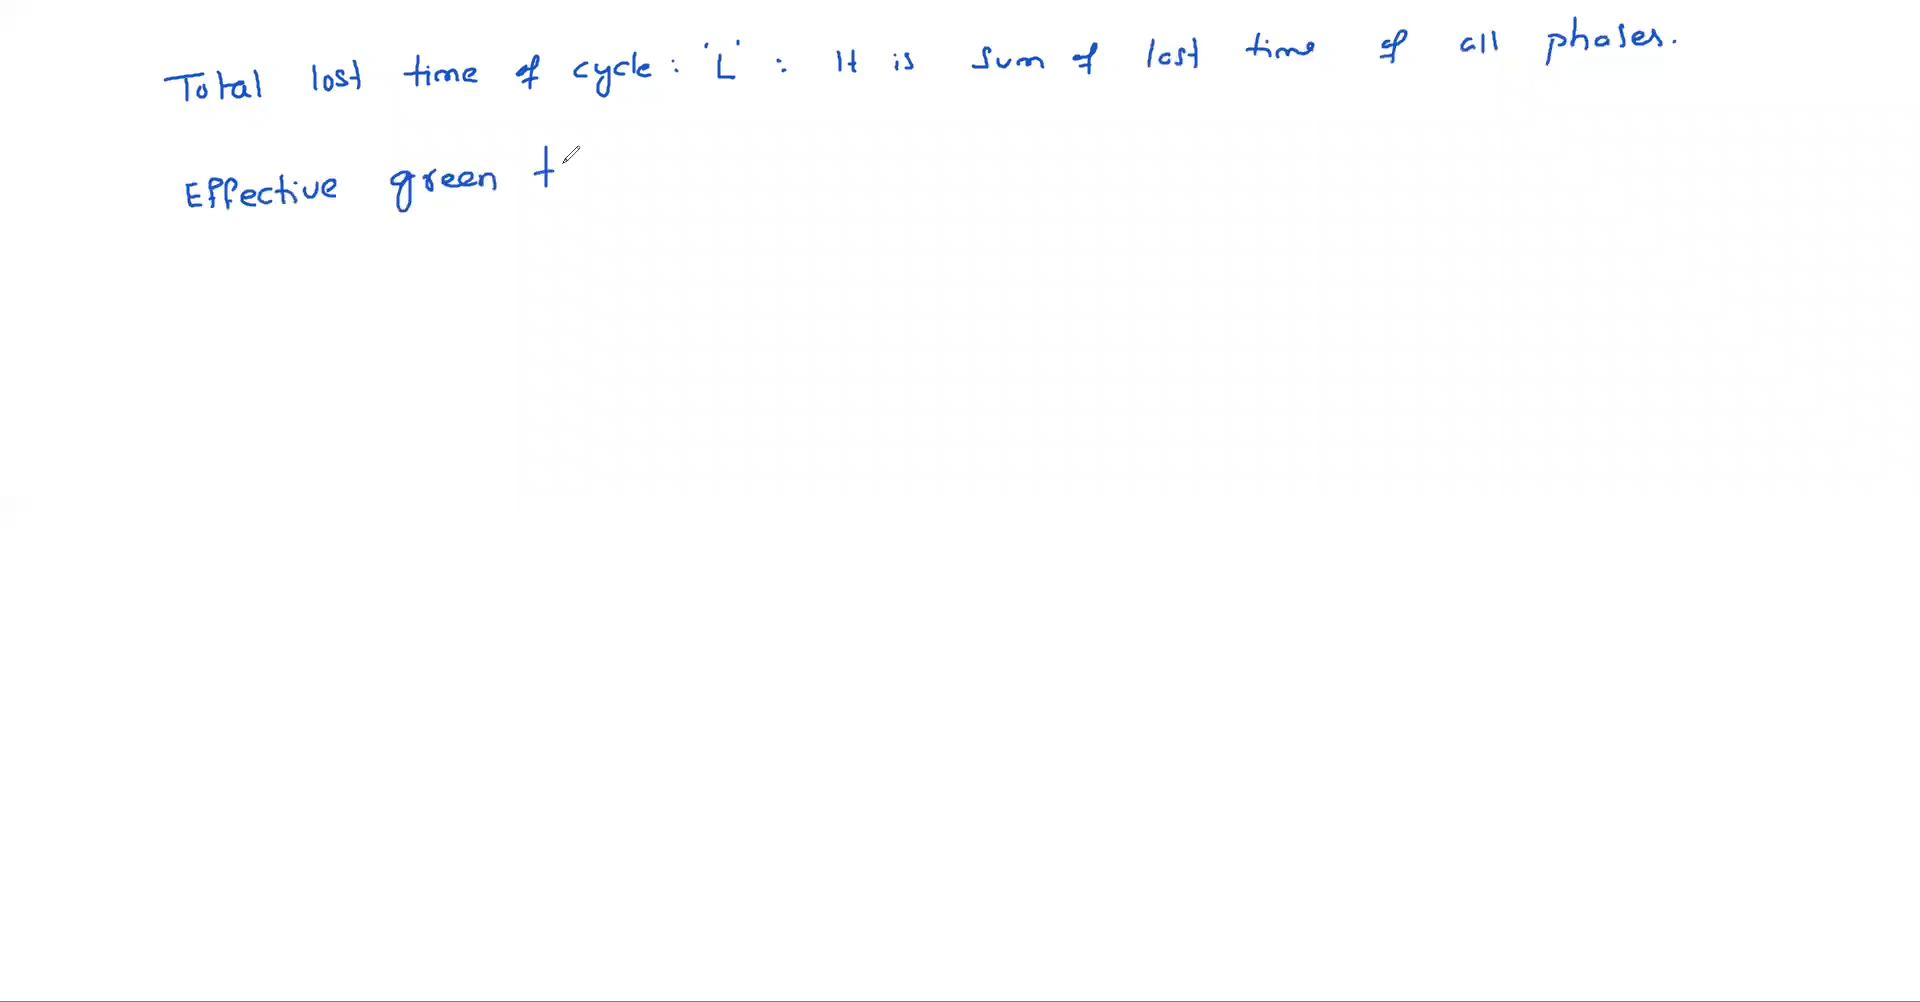 Total lost time of cycle : 'L' : It is sum of lost time of all phases.
Effective green t